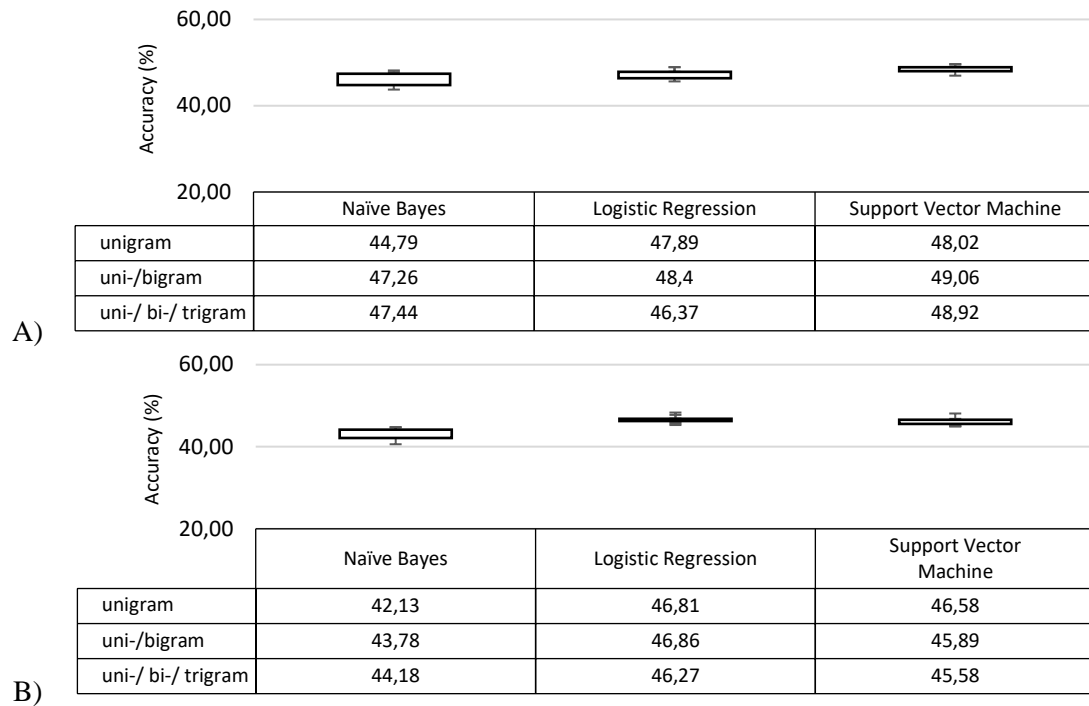 60,00
40,00
20,00
Accuracy (%)
Naïve Bayes Logistic Regression Support Vector Machine
unigram 44,79 47,89 48,02
uni-/bigram 47,26 48,4 49,06
uni-/ bi-/ trigram 47,44 46,37 48,92
A)
60,00
40,00
20,00
Accuracy (%)
Naïve Bayes Logistic Regression Support Vector
Machine
unigram 42,13 46,81 46,58
uni-/bigram 43,78 46,86 45,89
uni-/ bi-/ trigram 44,18 46,27 45,58
B)